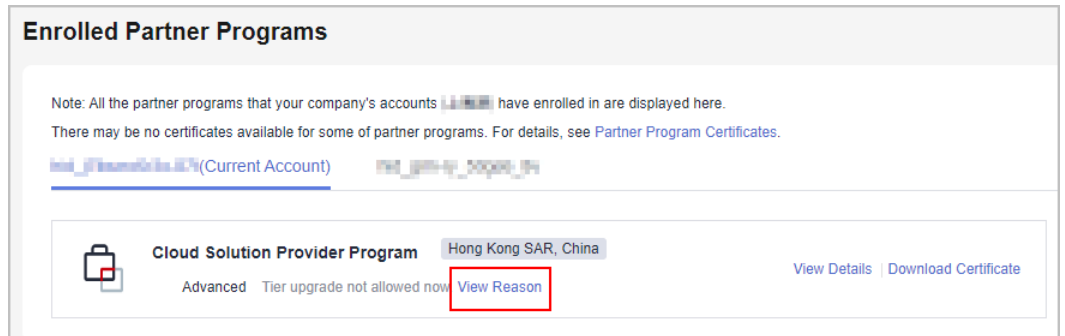 Enrolled Partner Programs
Note: All the partner programs that your company's accounts have enrolled in are displayed here.
There may be no certificates available for some of partner programs. For details, see Partner Program Certificates.
(Current Account)
Cloud Solution Provider Program Hong Kong SAR, China
Advanced Tier upgrade not allowed now View Reason
View Details | Download Certificate